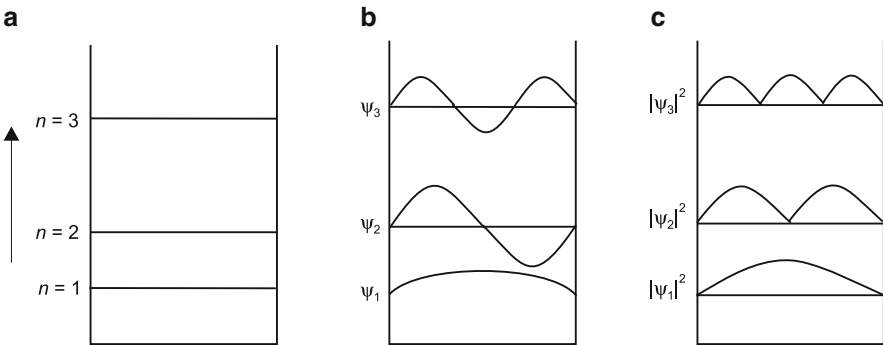 a
n = 3
n = 2
n = 1
b
ψ3
ψ2
ψ1
c
|ψ3|²
|ψ2|²
|ψ1|²